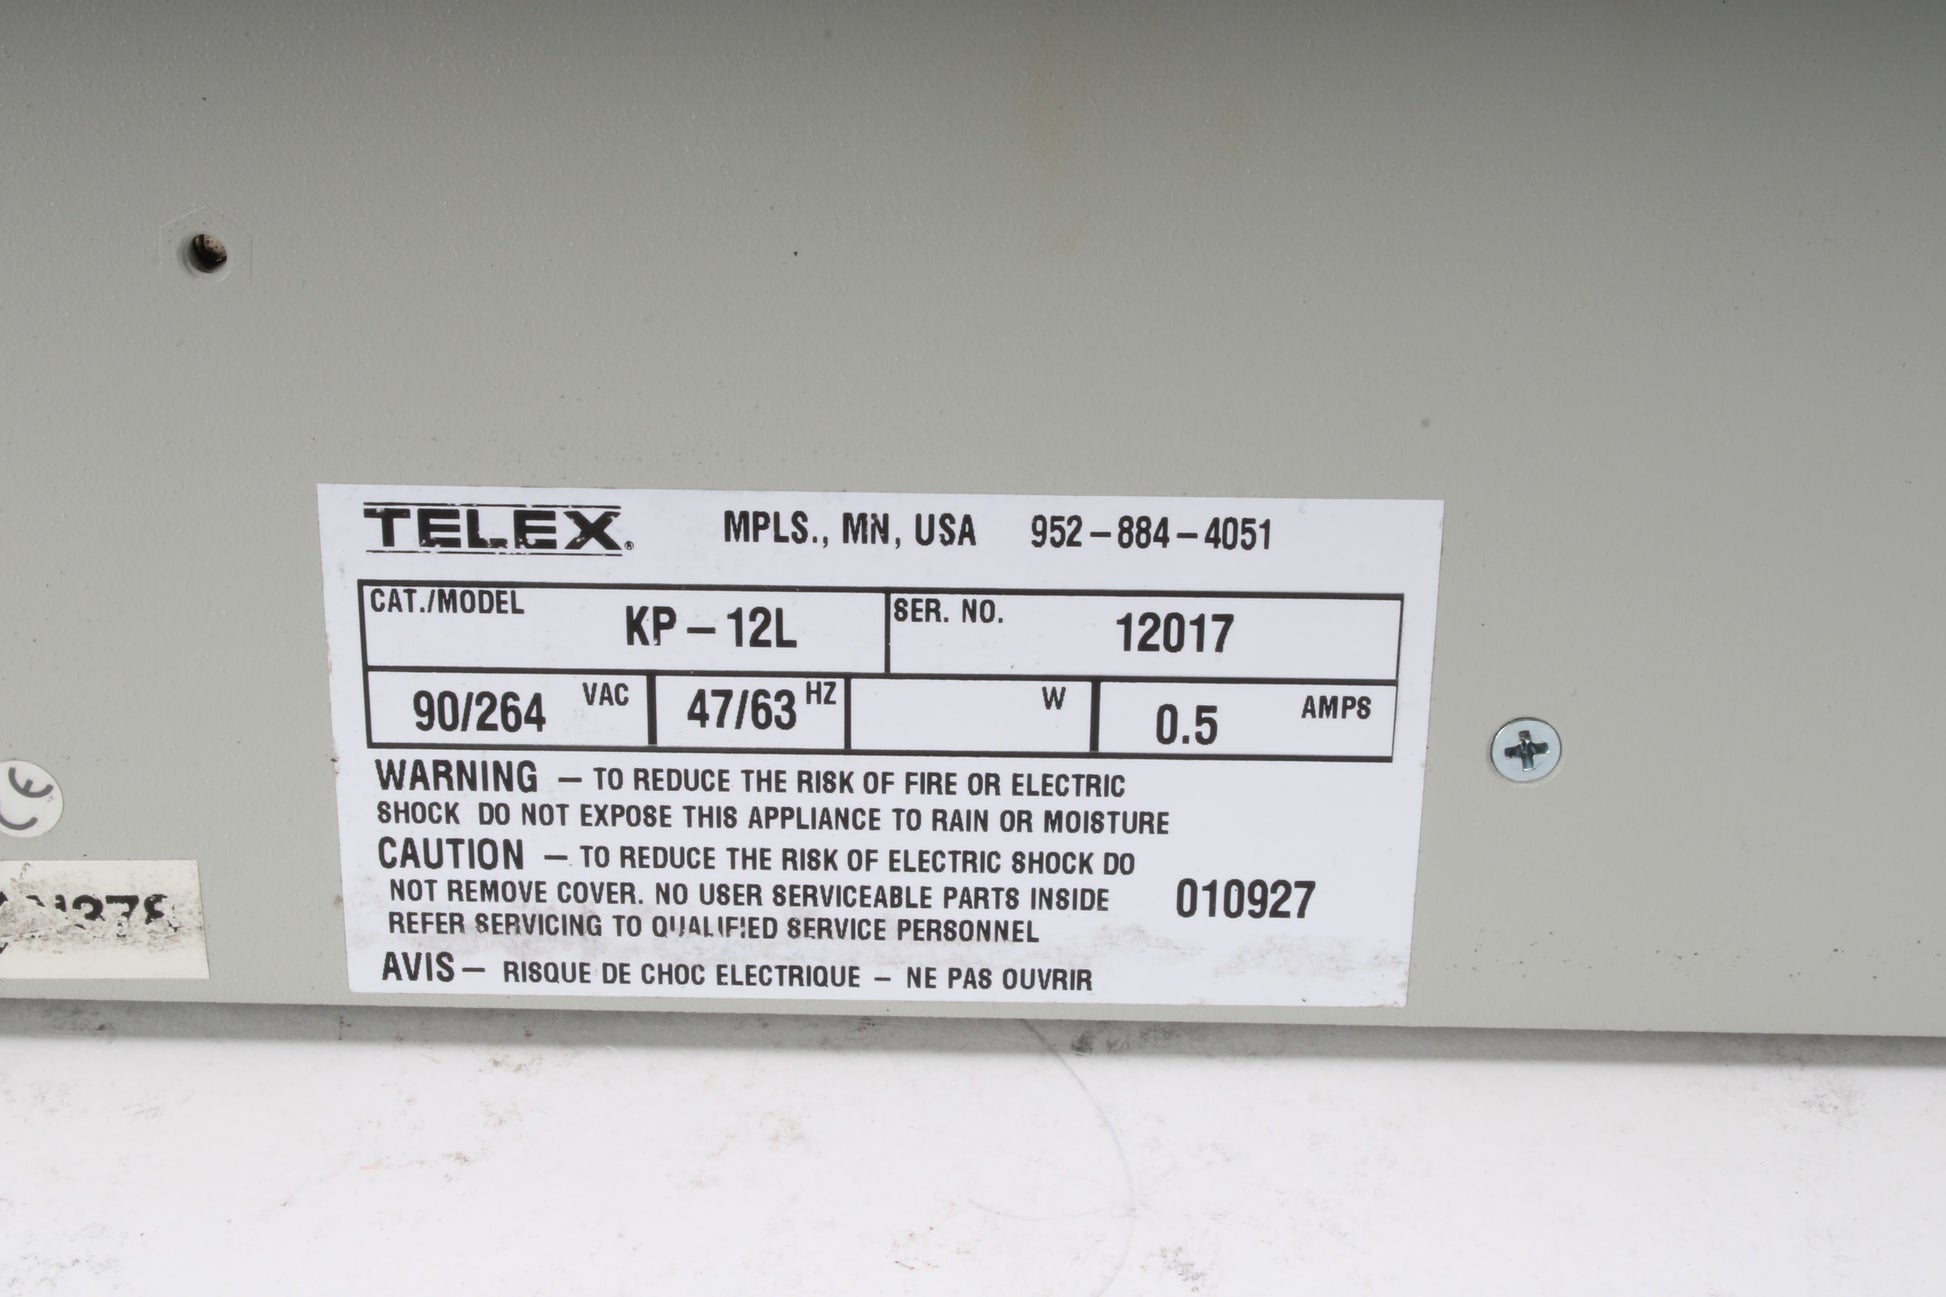 TELEX® MPLS., MN, USA 952-884-4051
CAT./MODEL KP-12L SER. NO. 12017
90/264 VAC 47/63 HZ W 0.5 AMPS
WARNING - TO REDUCE THE RISK OF FIRE OR ELECTRIC
SHOCK DO NOT EXPOSE THIS APPLIANCE TO RAIN OR MOISTURE
CAUTION - TO REDUCE THE RISK OF ELECTRIC SHOCK DO
NOT REMOVE COVER. NO USER SERVICEABLE PARTS INSIDE 010927
REFER SERVICING TO QUALIFIED SERVICE PERSONNEL
AVIS - RISQUE DE CHOC ELECTRIQUE - NE PAS OUVRIR
CE